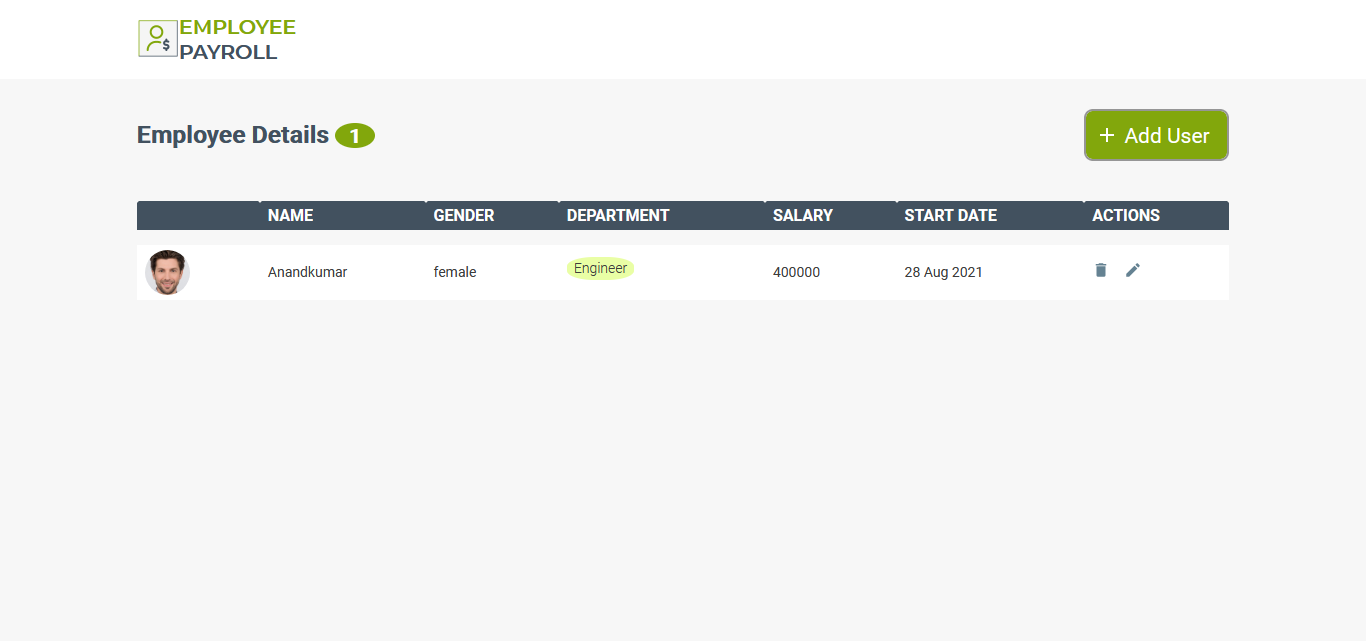 EMPLOYEE
PAYROLL
Employee Details 1
+ Add User
NAME GENDER DEPARTMENT SALARY START DATE ACTIONS
Anandkumar female Engineer 400000 28 Aug 2021